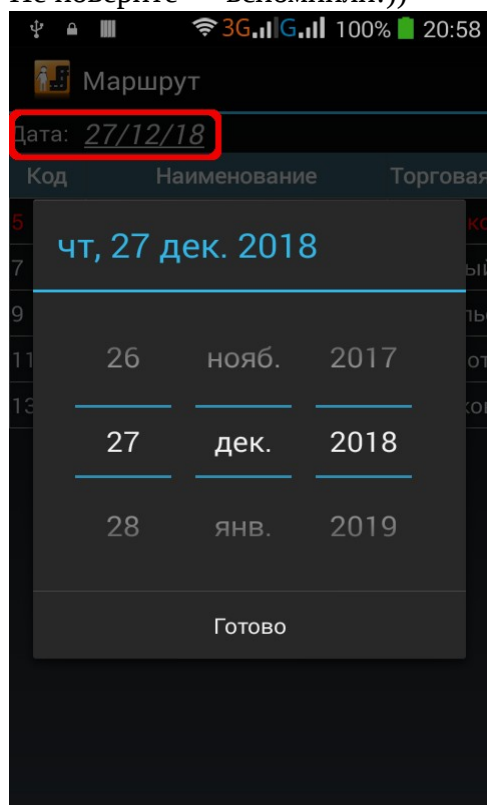 3G G 100% 20:58
Маршрут
Дата: 27/12/18
Код Наименование Торговая
5
7
9
11
13
чт, 27 дек. 2018
26 нояб. 2017
27 дек. 2018
28 янв. 2019
Готово